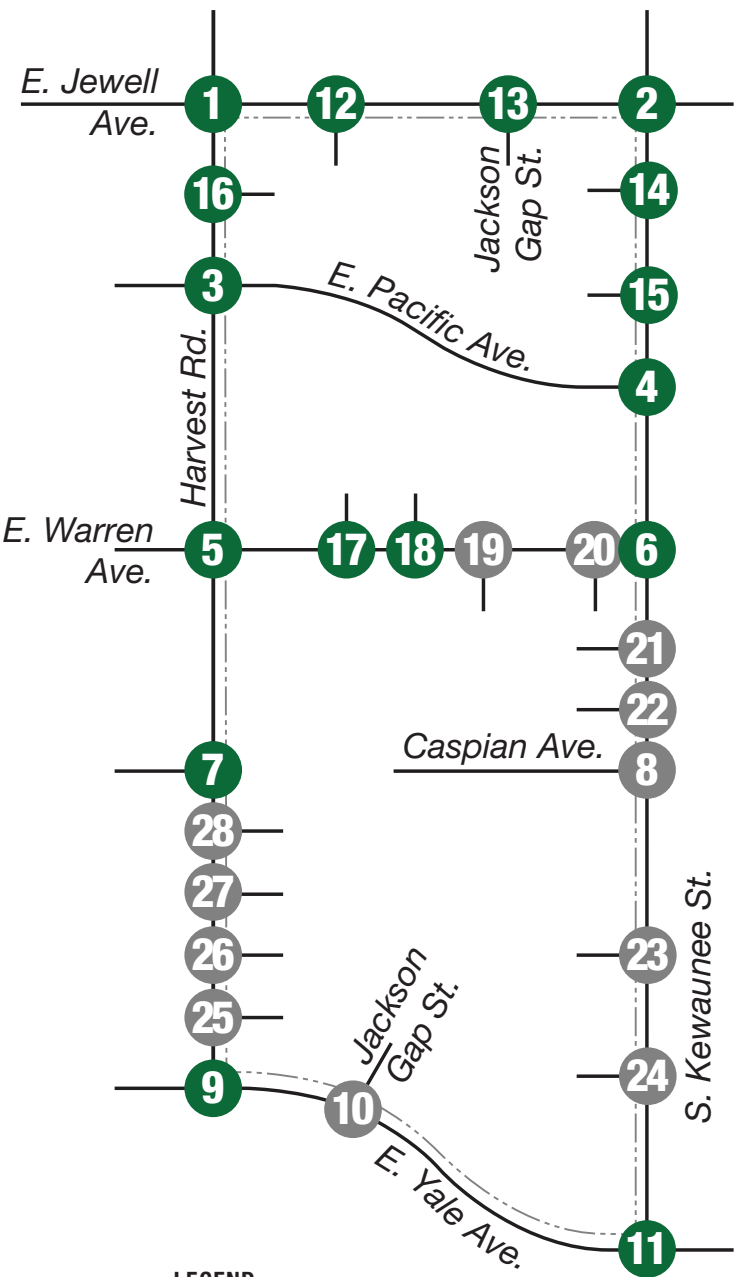 E. Jewell
Ave.
1
12
13
2
16
Jackson
Gap St.
14
3
E. Pacific Ave.
15
4
Harvest Rd.
E. Warren
Ave.
5
17
18
19
20
6
21
22
Caspian Ave.
7
8
28
27
26
25
23
S. Kewaunee St.
24
Jackson
Gap St.
9
10
E. Yale Ave.
11
LEGEND